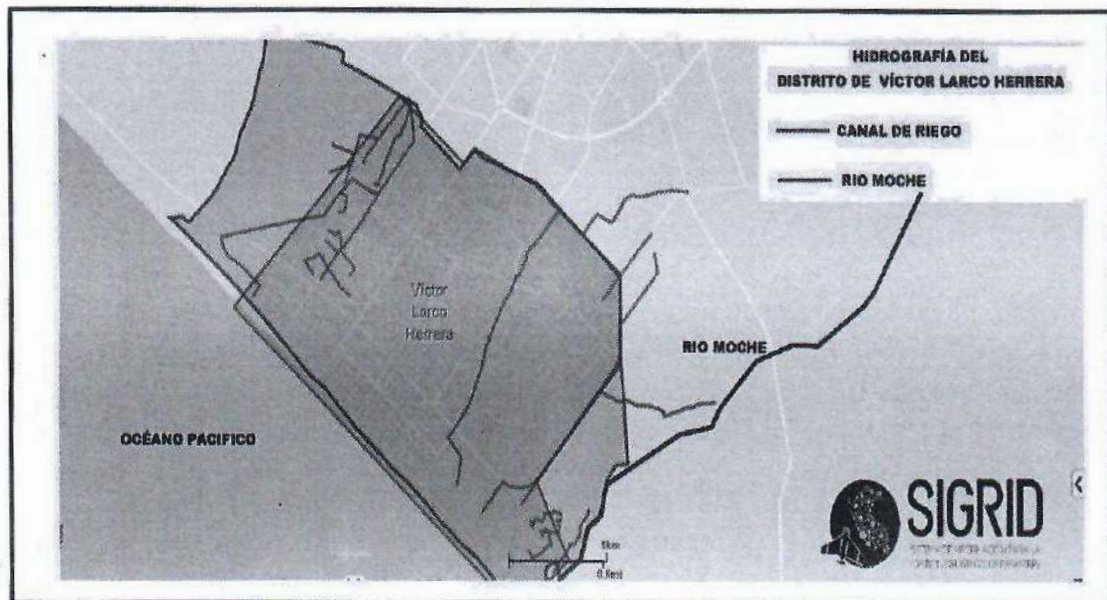 HIDROGRAFÍA DEL
DISTRITO DE VÍCTOR LARCO HERRERA
CANAL DE RIEGO
RIO MOCHE
Víctor
Larco
Herrera
RIO MOCHE
OCÉANO PACIFICO
SIGRID
1km